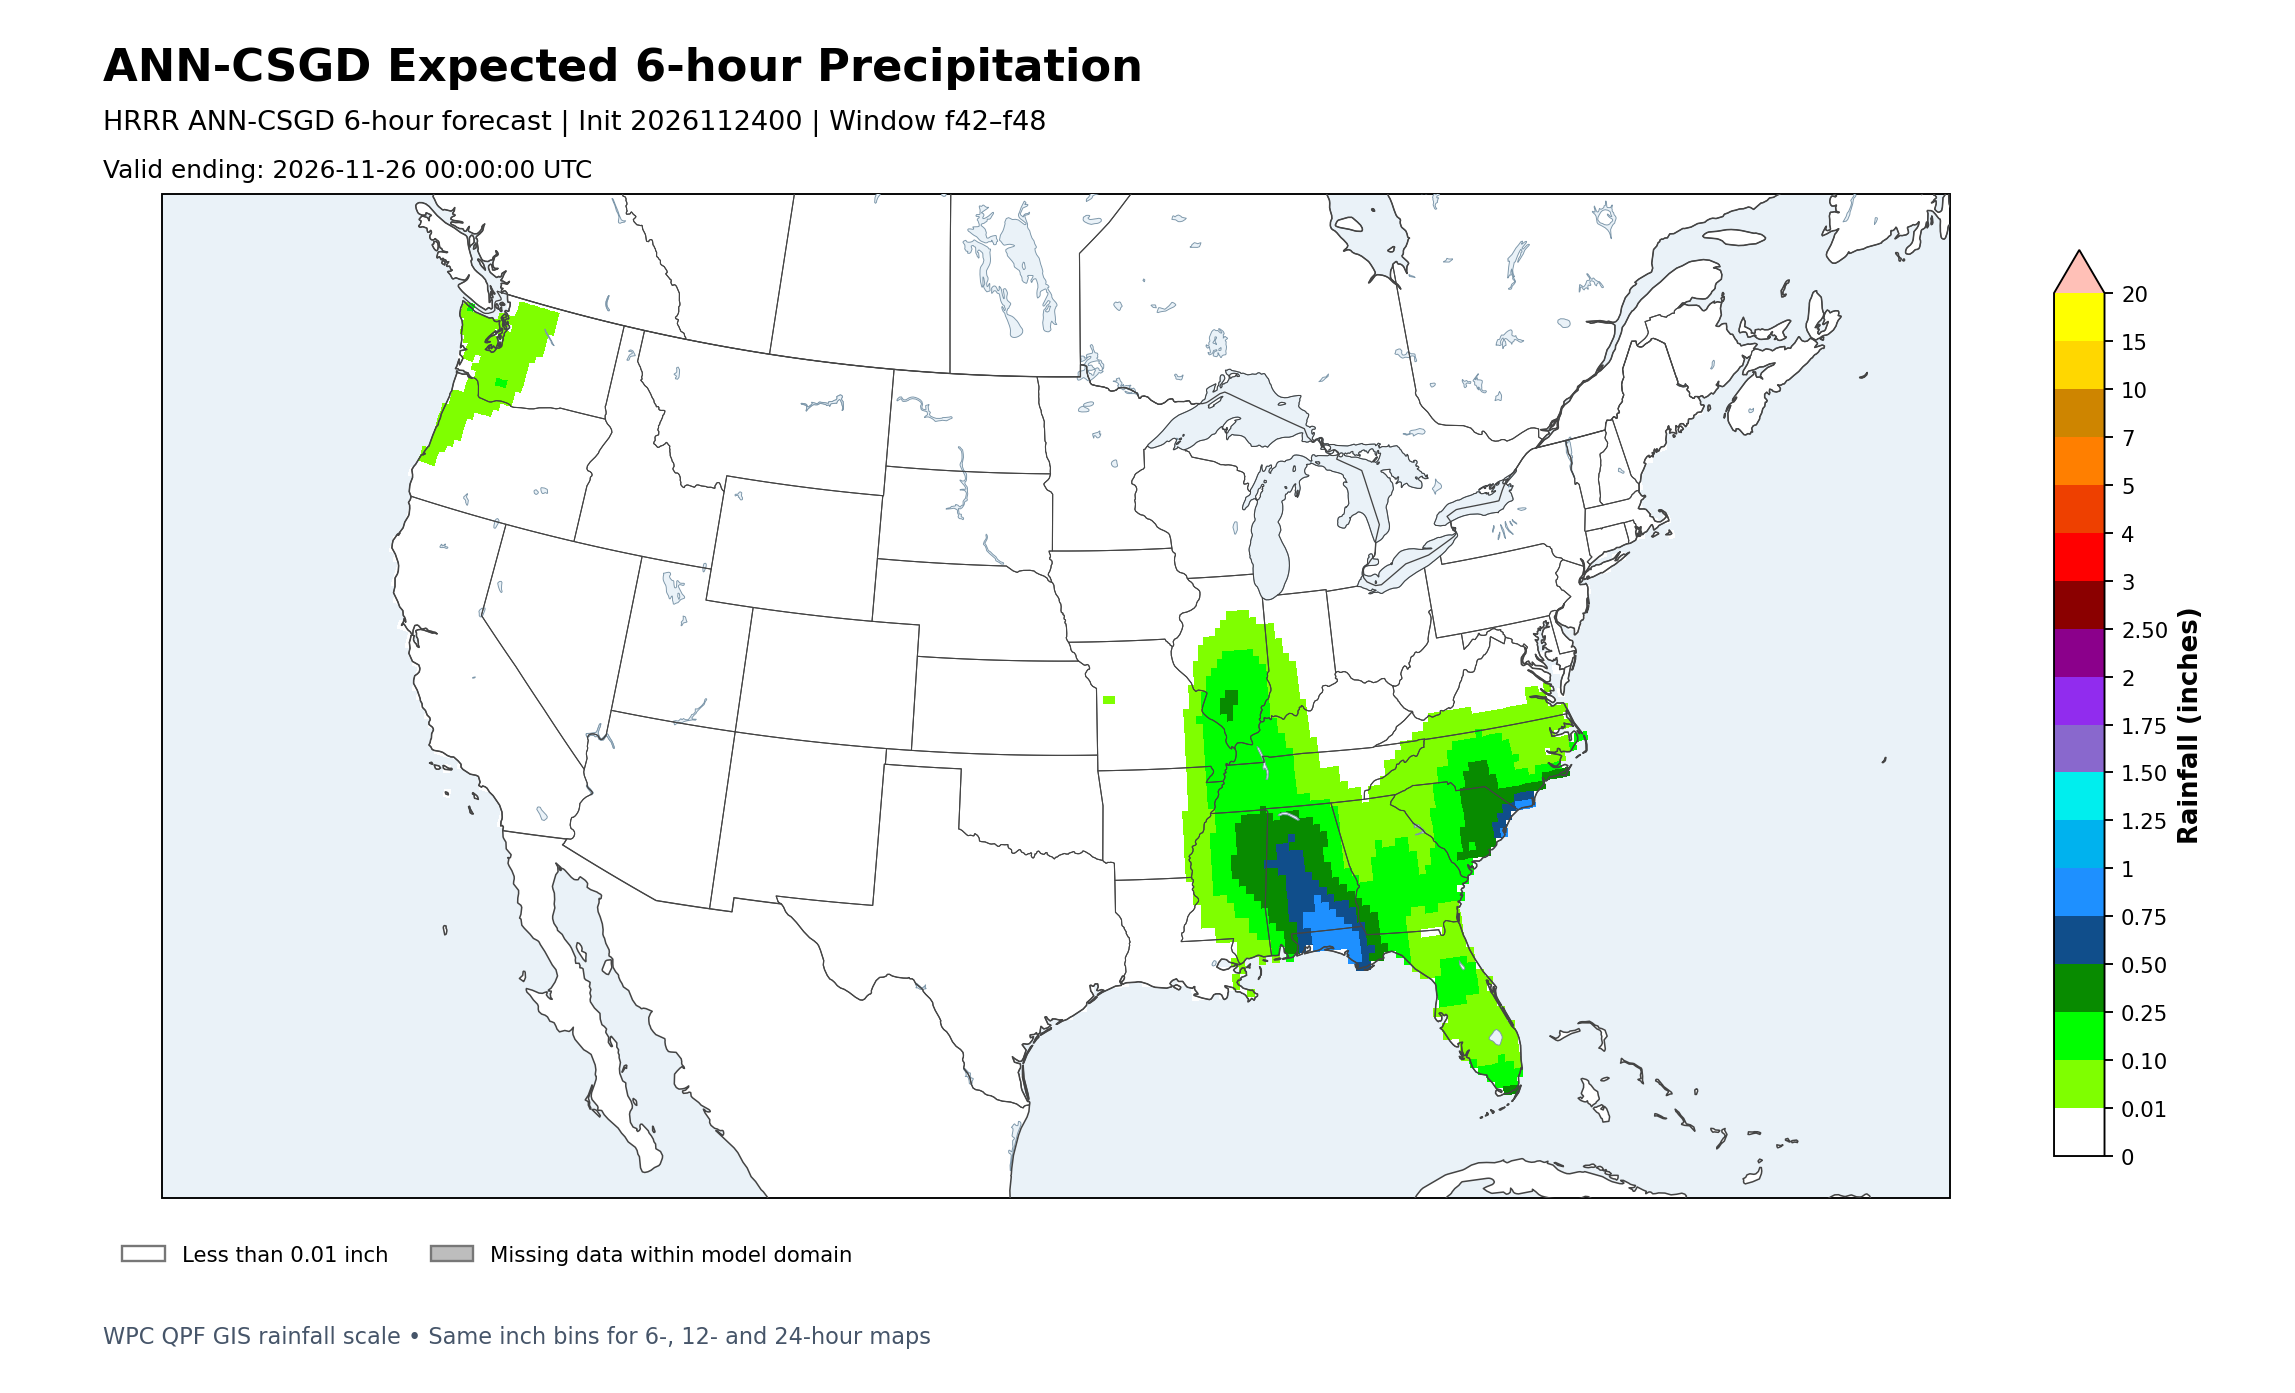 ANN-CSGD Expected 6-hour Precipitation
HRRR ANN-CSGD 6-hour forecast | Init 2026112400 | Window f42–f48
Valid ending: 2026-11-26 00:00:00 UTC
20
15
10
7
5
4
3
2.50
2
1.75
1.50
1.25
1
0.75
0.50
0.25
0.10
0.01
0
Rainfall (inches)
Less than 0.01 inch
Missing data within model domain
WPC QPF GIS rainfall scale • Same inch bins for 6-, 12- and 24-hour maps